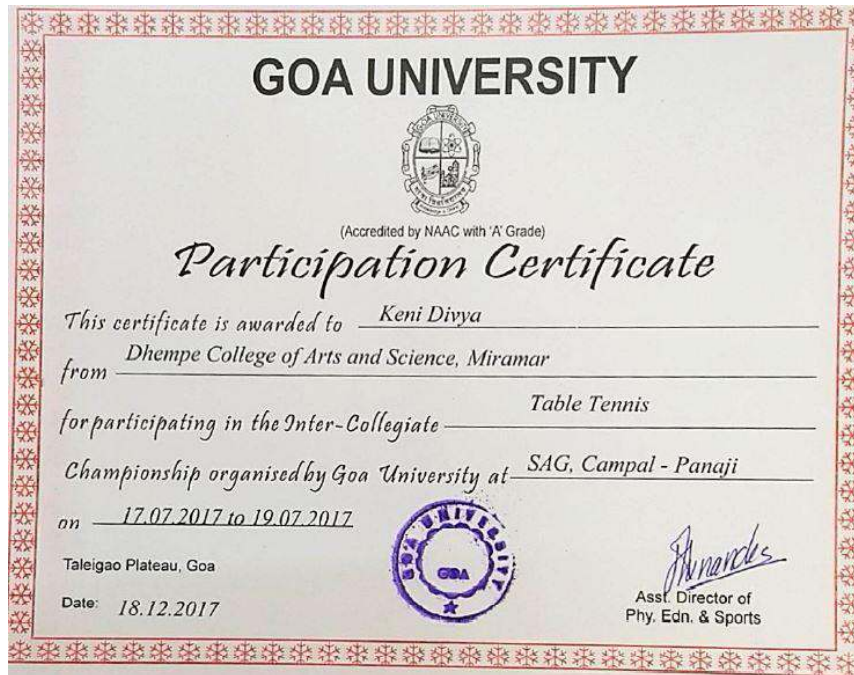 GOA UNIVERSITY
GOA UNIVERSITY
(Accredited by NAAC with 'A' Grade)
Participation Certificate
This certificate is awarded to Keni Divya
from Dhempe College of Arts and Science, Miramar
for participating in the Inter-Collegiate Table Tennis
Championship organised by Goa University at SAG, Campal - Panaji
on 17.07.2017 to 19.07.2017
GOA UNIVERSITY
GOA
Taleigao Plateau, Goa
Date: 18.12.2017
Asst. Director of
Phy. Edn. & Sports